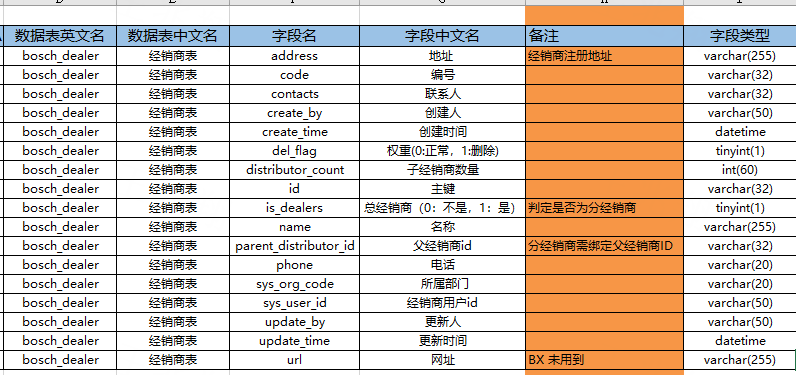 数据表英文名 数据表中文名 字段名 字段中文名 备注 字段类型
bosch_dealer 经销商表 address 地址 经销商注册地址 varchar(255)
bosch_dealer 经销商表 code 编号 varchar(32)
bosch_dealer 经销商表 contacts 联系人 varchar(32)
bosch_dealer 经销商表 create_by 创建人 varchar(50)
bosch_dealer 经销商表 create_time 创建时间 datetime
bosch_dealer 经销商表 del_flag 权重(0:正常，1:删除) tinyint(1)
bosch_dealer 经销商表 distributor_count 子经销商数量 int(60)
bosch_dealer 经销商表 id 主键 varchar(32)
bosch_dealer 经销商表 is_dealers 总经销商（0：不是，1：是） 判定是否为分经销商 tinyint(1)
bosch_dealer 经销商表 name 名称 varchar(255)
bosch_dealer 经销商表 parent_distributor_id 父经销商id 分经销商需绑定父经销商ID varchar(32)
bosch_dealer 经销商表 phone 电话 varchar(20)
bosch_dealer 经销商表 sys_org_code 所属部门 varchar(20)
bosch_dealer 经销商表 sys_user_id 经销商用户id varchar(50)
bosch_dealer 经销商表 update_by 更新人 varchar(50)
bosch_dealer 经销商表 update_time 更新时间 datetime
bosch_dealer 经销商表 url 网址 BX 未用到 varchar(255)